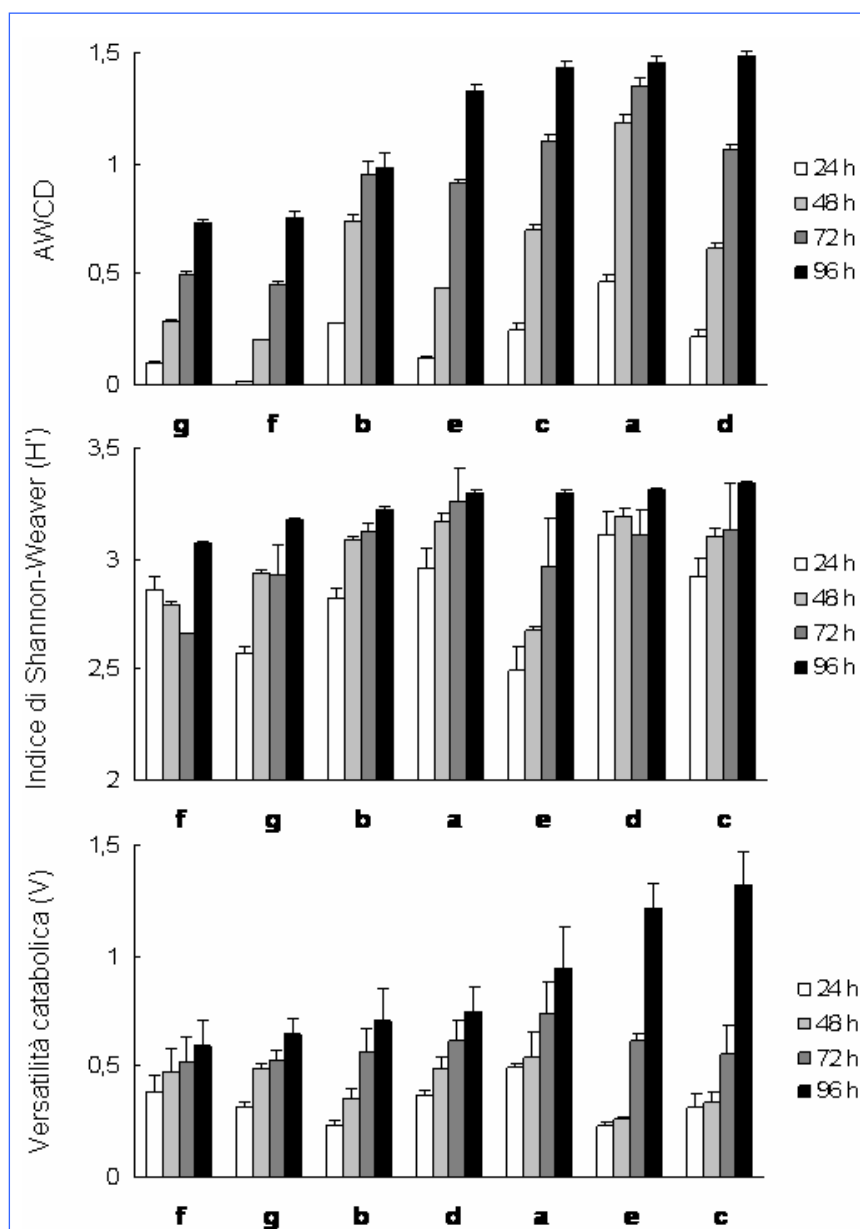 1,5
1
0,5
0
AWCD
24 h
48 h
72 h
96 h
g f b e c a d
3,5
3
2,5
2
Indice di Shannon-Weaver (H')
24 h
48 h
72 h
96 h
f g b a e d c
1,5
1
0,5
0
Versatilità catabolica (V)
24 h
48 h
72 h
96 h
f g b d a e c